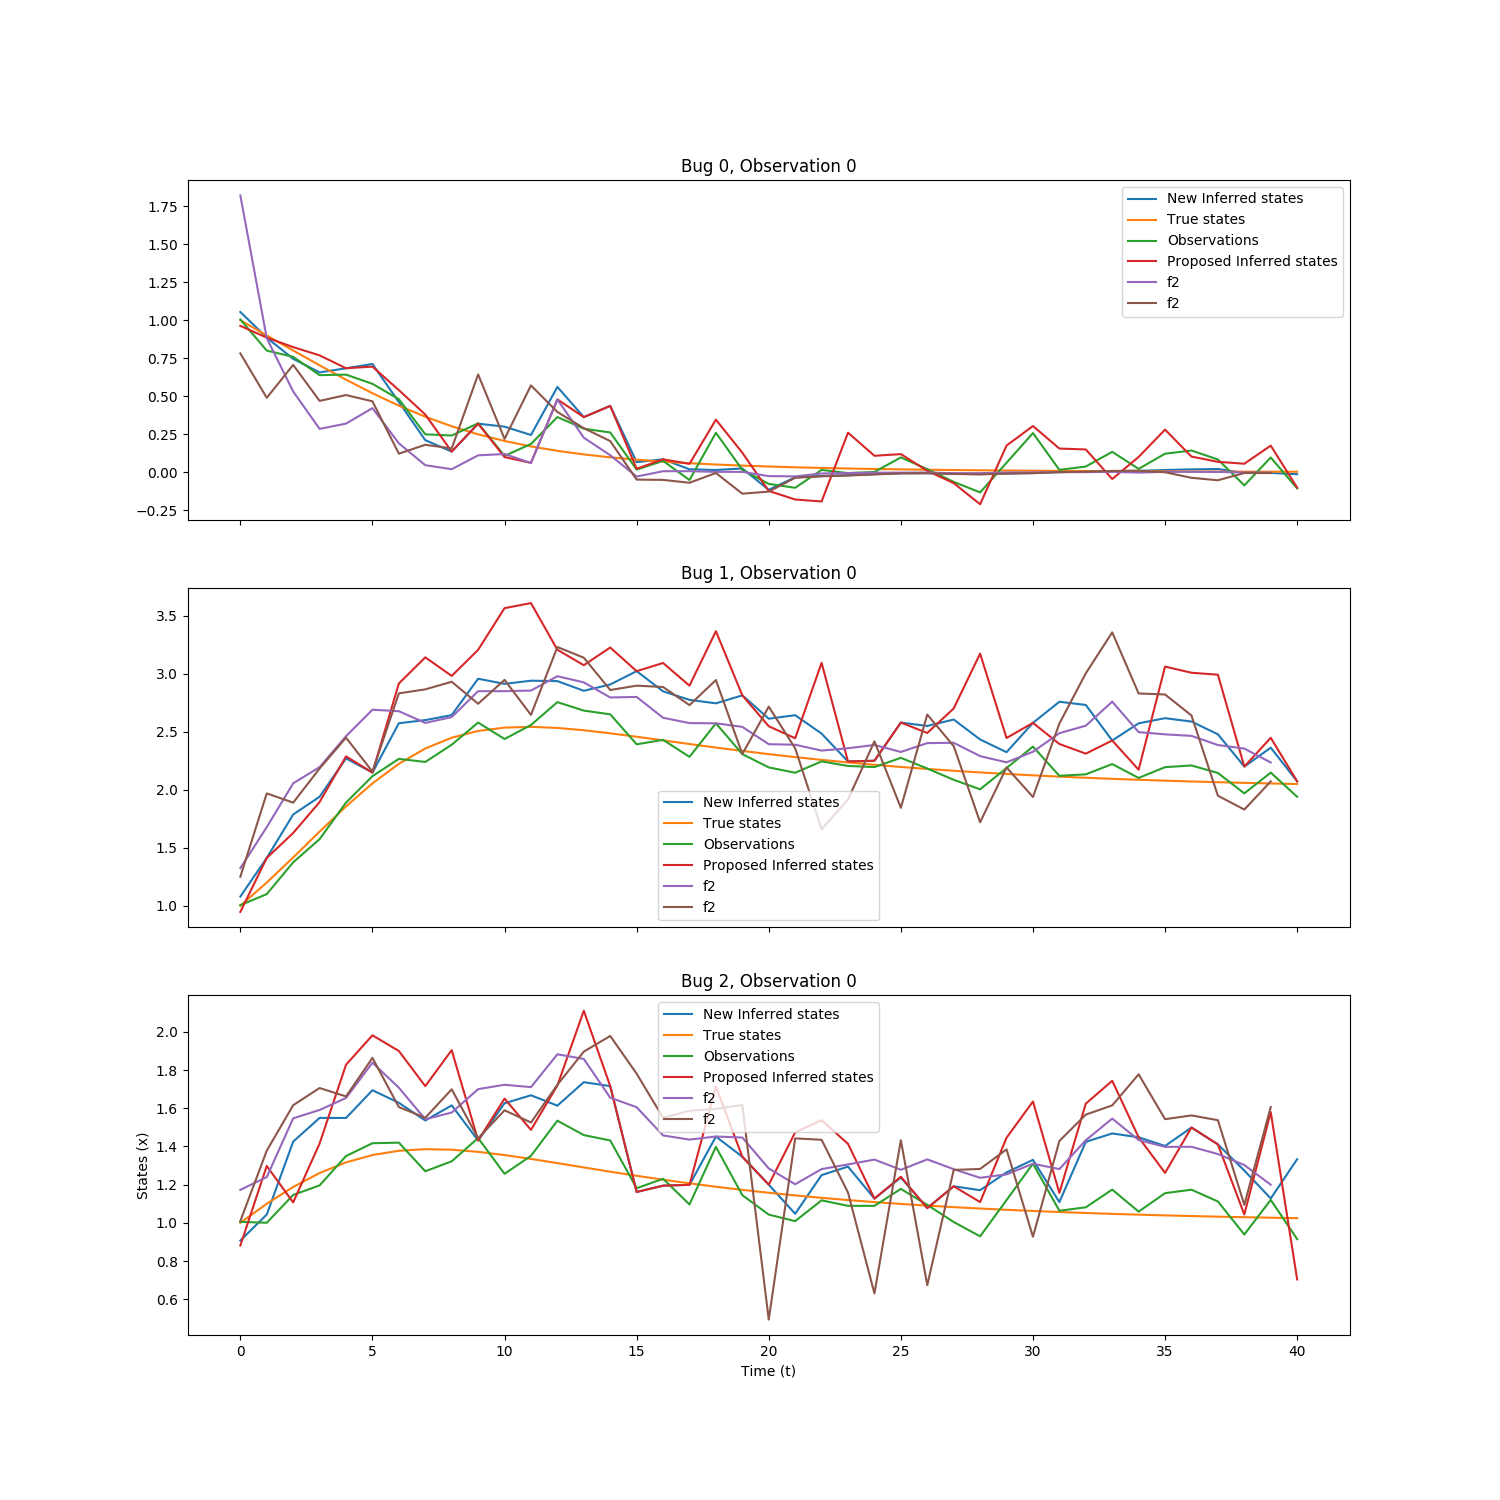 Bug 0, Observation 0
1.75
1.50
1.25
1.00
0.75
0.50
0.25
0.00
−0.25
New Inferred states
True states
Observations
Proposed Inferred states
f2
f2
Bug 1, Observation 0
3.5
3.0
2.5
2.0
1.5
1.0
New Inferred states
True states
Observations
Proposed Inferred states
f2
f2
Bug 2, Observation 0
2.0
1.8
1.6
1.4
1.2
1.0
0.8
0.6
States (x)
New Inferred states
True states
Observations
Proposed Inferred states
f2
f2
0 5 10 15 20 25 30 35 40
Time (t)